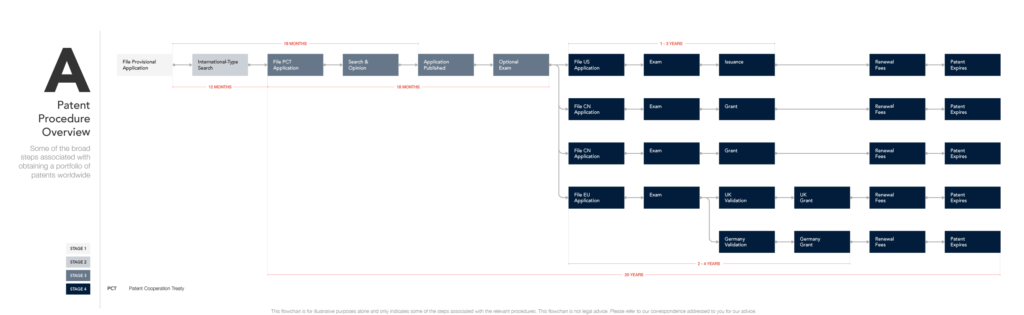 A
Patent
Procedure
Overview
Some of the broad
steps associated with
obtaining a portfolio of
patents worldwide
STAGE 1
STAGE 2
STAGE 3
STAGE 4
18 MONTHS
1 - 3 YEARS
File Provisional
Application
International-Type
Search
File PCT
Application
Search &
Opinion
Application
Published
Optional
Exam
File US
Application
Exam
Issuance
Renewal
Fees
Patent
Expires
12 MONTHS
18 MONTHS
File CN
Application
Exam
Grant
Renewal
Fees
Patent
Expires
File CN
Application
Exam
Grant
Renewal
Fees
Patent
Expires
File EU
Application
Exam
UK
Validation
UK
Grant
Renewal
Fees
Patent
Expires
Germany
Validation
Germany
Grant
Renewal
Fees
Patent
Expires
2 - 4 YEARS
20 YEARS
PCT Patent Cooperation Treaty
This flowchan is for illustrative purposes alone and only indicates some of the steps associated with the relevant procedures. This flowchan is not legal advice. Please refer to our correspondence addressed to you for our advice.